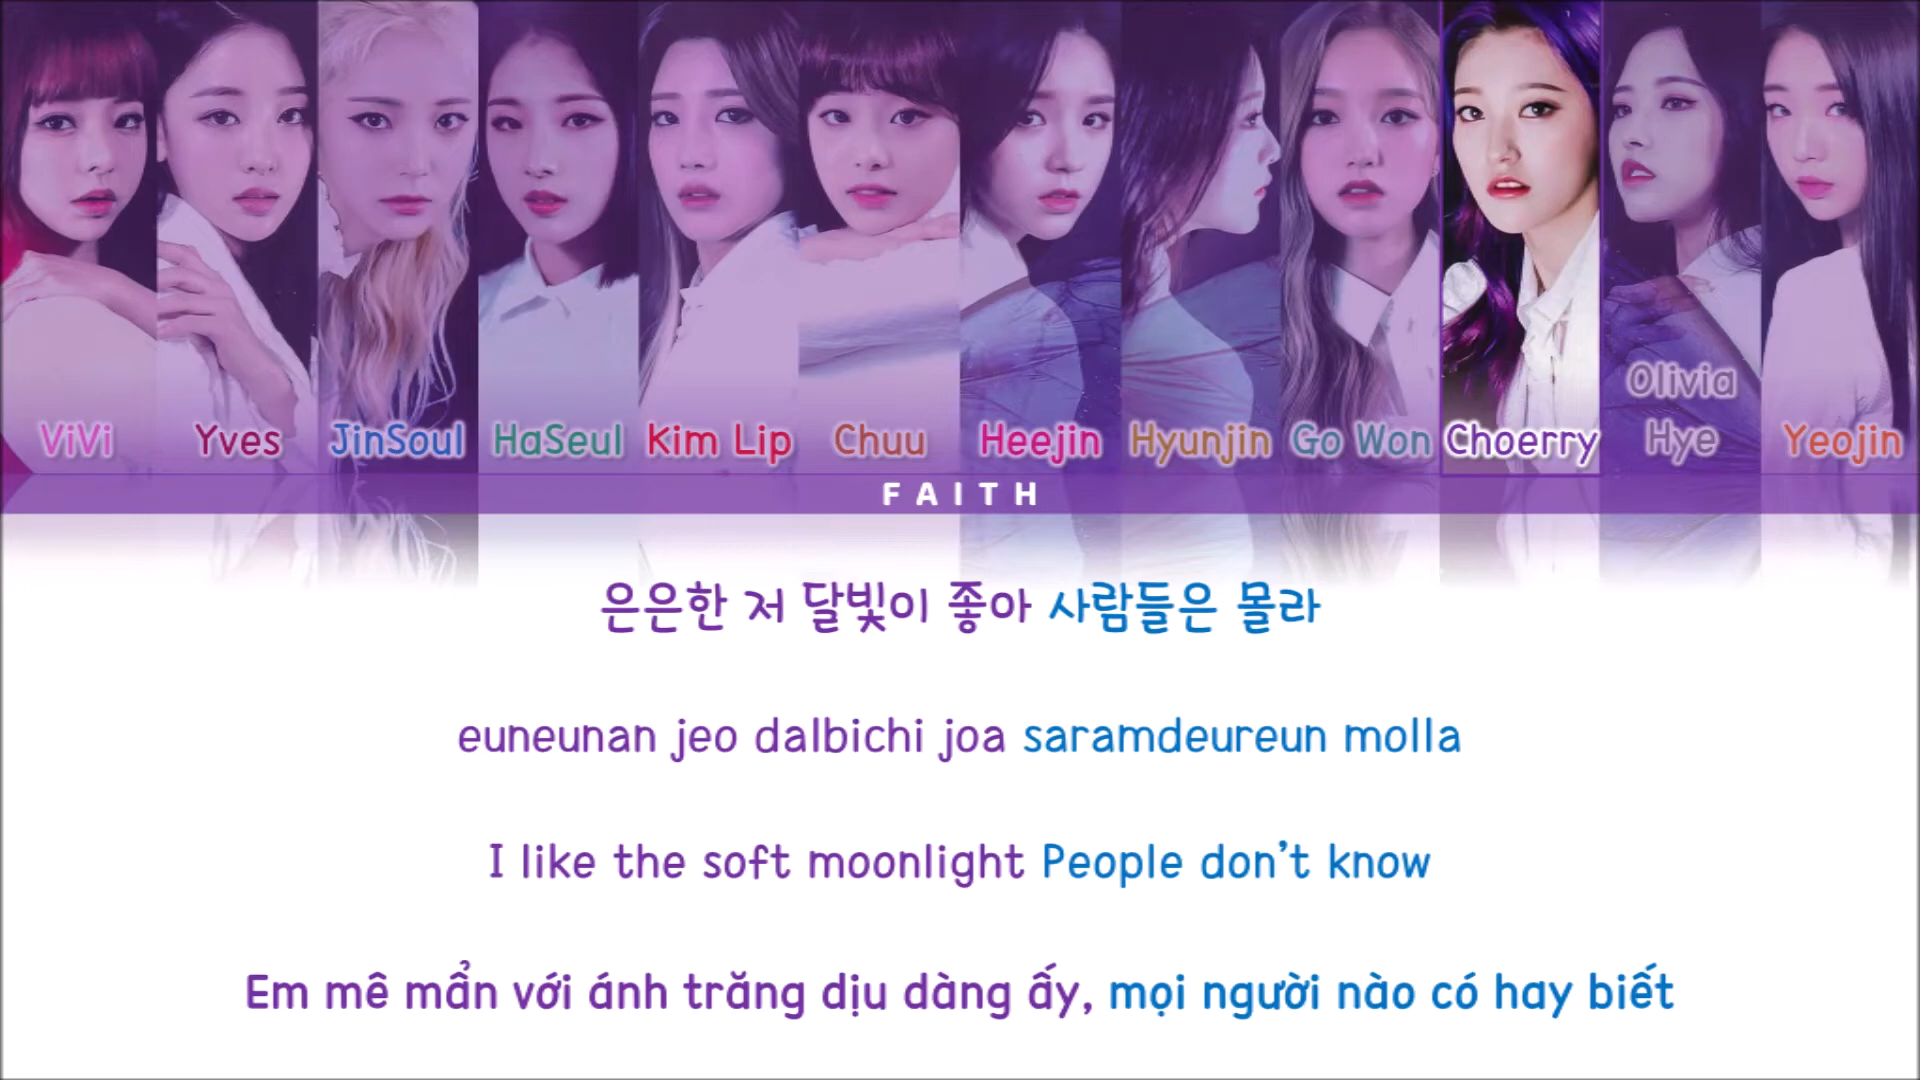 ViVi Yves JinSoul HaSeul Kim Lip Chuu Heejin Hyunjin Go Won Choerry Olivia Hye Yeojin
FAITH
은은한 저 달빛이 좋아 사람들은 몰라
euneunan jeo dalbichi joa saramdeureun molla
I like the soft moonlight People don't know
Em mê mẩn với ánh trăng dịu dàng ấy, mọi người nào có hay biết